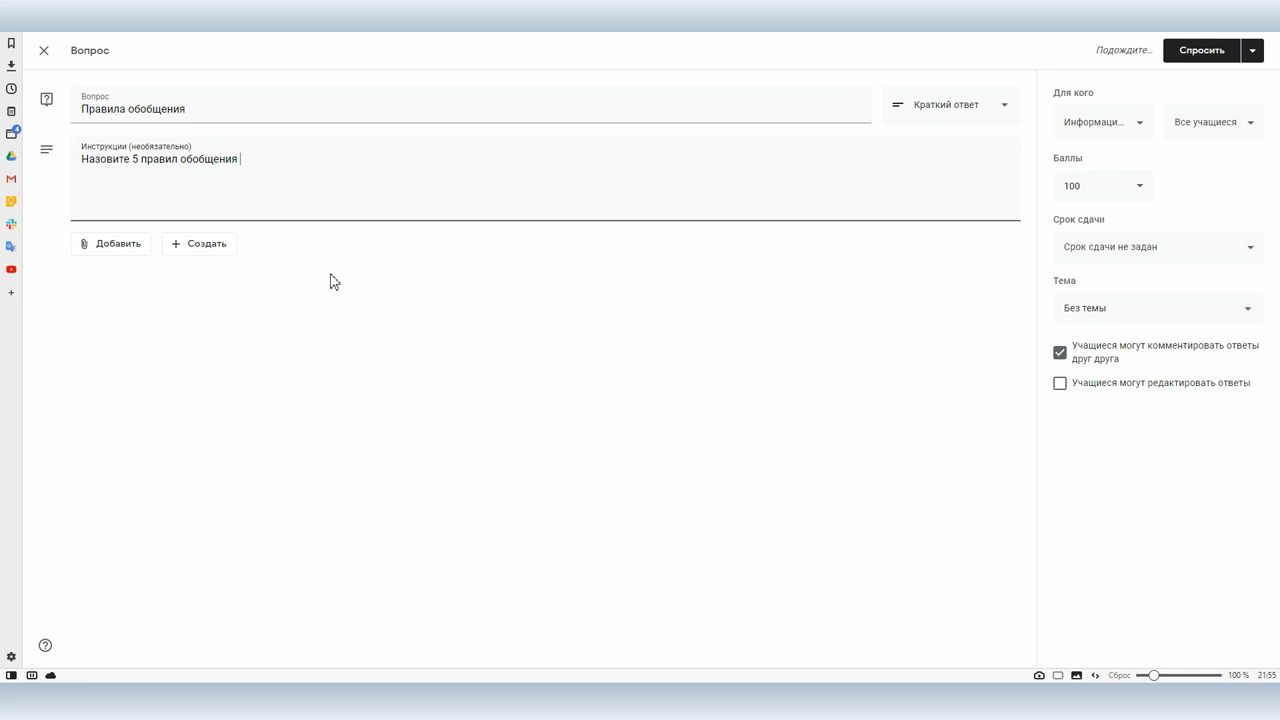 Вопрос
Подождите...
Спросить
Вопрос
Правила обобщения
Краткий ответ
Инструкции (необязательно)
Назовите 5 правил обобщения
Добавить
Создать
Для кого
Информаци...
Все учащиеся
Баллы
100
Срок сдачи
Срок сдачи не задан
Тема
Без темы
Учащиеся могут комментировать ответы
друг друга
Учащиеся могут редактировать ответы
4
Сброс
100 %
21:55